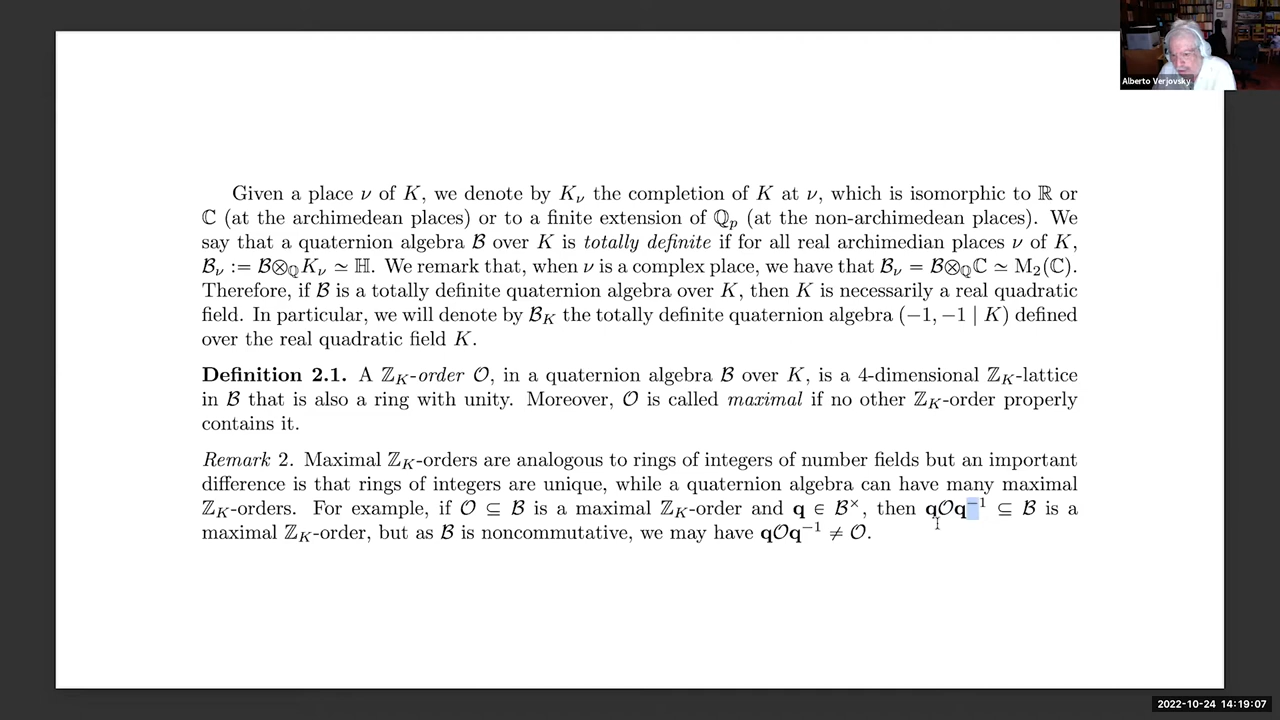 Alberto Verjovsky
Given a place ν of K, we denote by K_ν the completion of K at ν, which is isomorphic to ℝ or
ℂ (at the archimedean places) or to a finite extension of ℚ_p (at the non-archimedean places). We
say that a quaternion algebra ℬ over K is totally definite if for all real archimedian places ν of K,
ℬ_ν := ℬ⊗_ℚ K_ν ≃ ℍ. We remark that, when ν is a complex place, we have that ℬ_ν = ℬ⊗_ℚ ℂ ≃ M₂(ℂ).
Therefore, if ℬ is a totally definite quaternion algebra over K, then K is necessarily a real quadratic
field. In particular, we will denote by ℬ_K the totally definite quaternion algebra (−1, −1 | K) defined
over the real quadratic field K.
Definition 2.1. A ℤ_K-order 𝒪, in a quaternion algebra ℬ over K, is a 4-dimensional ℤ_K-lattice
in ℬ that is also a ring with unity. Moreover, 𝒪 is called maximal if no other ℤ_K-order properly
contains it.
Remark 2. Maximal ℤ_K-orders are analogous to rings of integers of number fields but an important
difference is that rings of integers are unique, while a quaternion algebra can have many maximal
ℤ_K-orders. For example, if 𝒪 ⊆ ℬ is a maximal ℤ_K-order and q ∈ ℬ^×, then q𝒪q⁻¹ ⊆ ℬ is a
maximal ℤ_K-order, but as ℬ is noncommutative, we may have q𝒪q⁻¹ ≠ 𝒪.
2022-10-24 14:19:07